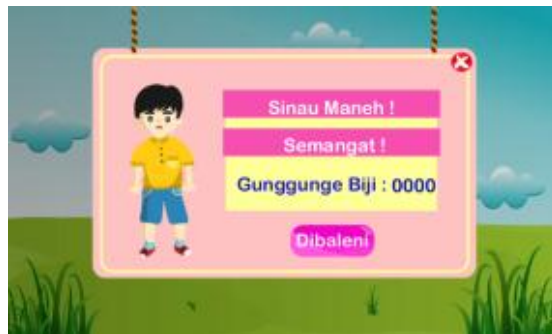 Sinau Maneh !
Semangat !
Gunggunge Biji : 0000
Dibaleni